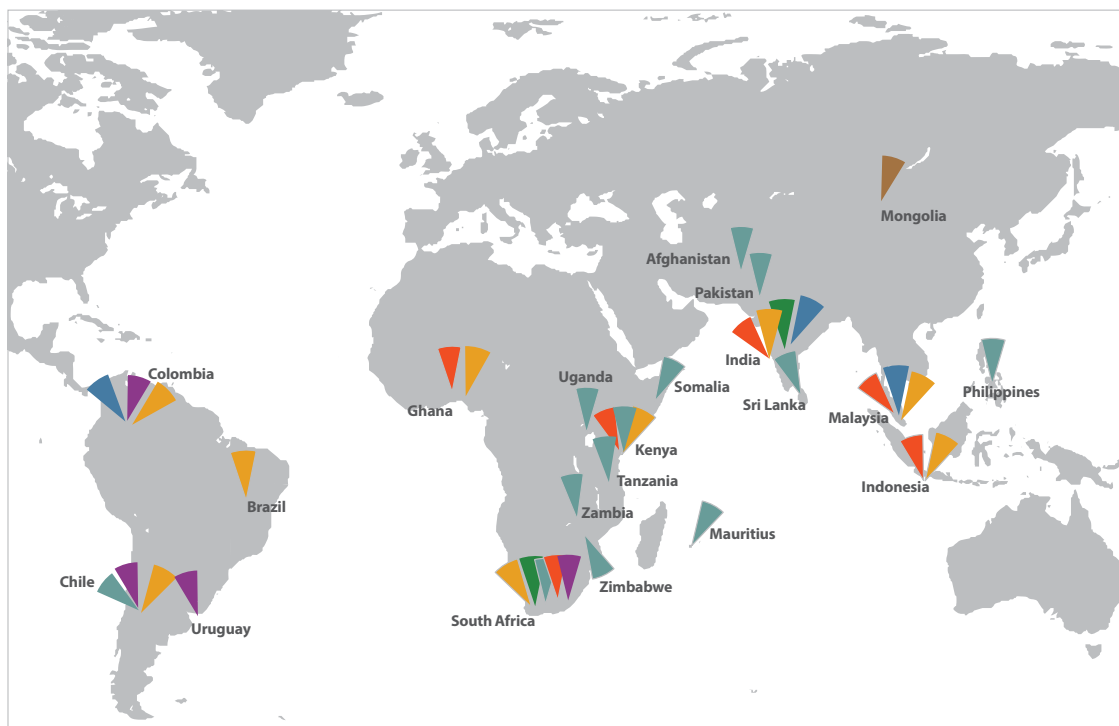 Mongolia
Afghanistan
Pakistan
India
Sri Lanka
Philippines
Malaysia
Indonesia
Colombia
Brazil
Chile
Uruguay
Ghana
Uganda
Somalia
Kenya
Tanzania
Zambia
Mauritius
Zimbabwe
South Africa